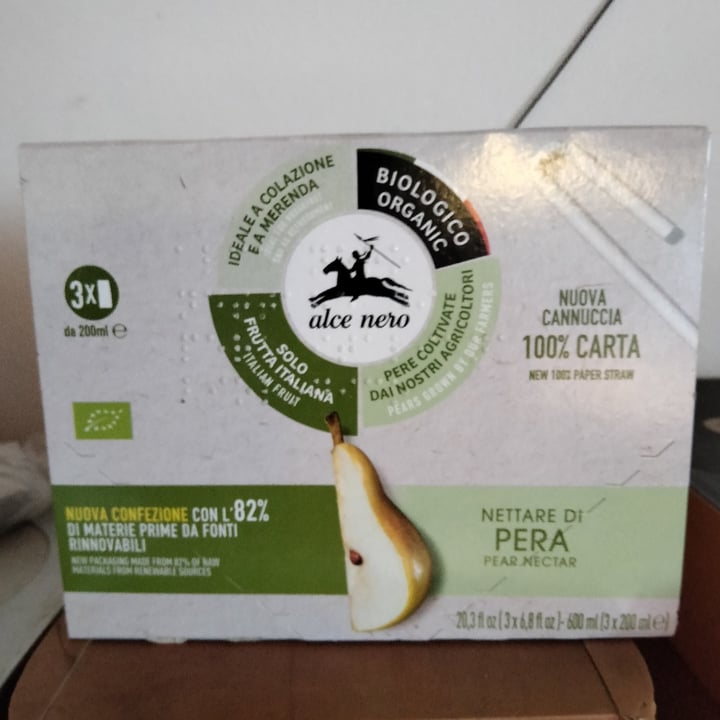 IDEALE A COLAZIONE
E A MERENDA
BIOLOGICO
ORGANIC
alce nero
SOLO
FRUTTA ITALIANA
ITALIAN FRUIT
PERE COLTIVATE
DAI NOSTRI AGRICOLTORI
PEARS GROWN BY OUR FARMERS
3x
da 200ml e
NUOVA
CANNUCCIA
100% CARTA
NEW 100% PAPER STRAW
NUOVA CONFEZIONE CON L'82%
DI MATERIE PRIME DA FONTI
RINNOVABILI
NEW PACKAGING MADE FROM 82% OF RAW
MATERIALS FROM RENEWABLE SOURCES
NETTARE DI
PERA
PEAR NECTAR
20,3 fl oz (3 x 6,8 fl oz) - 600 ml (3 x 200 ml e)